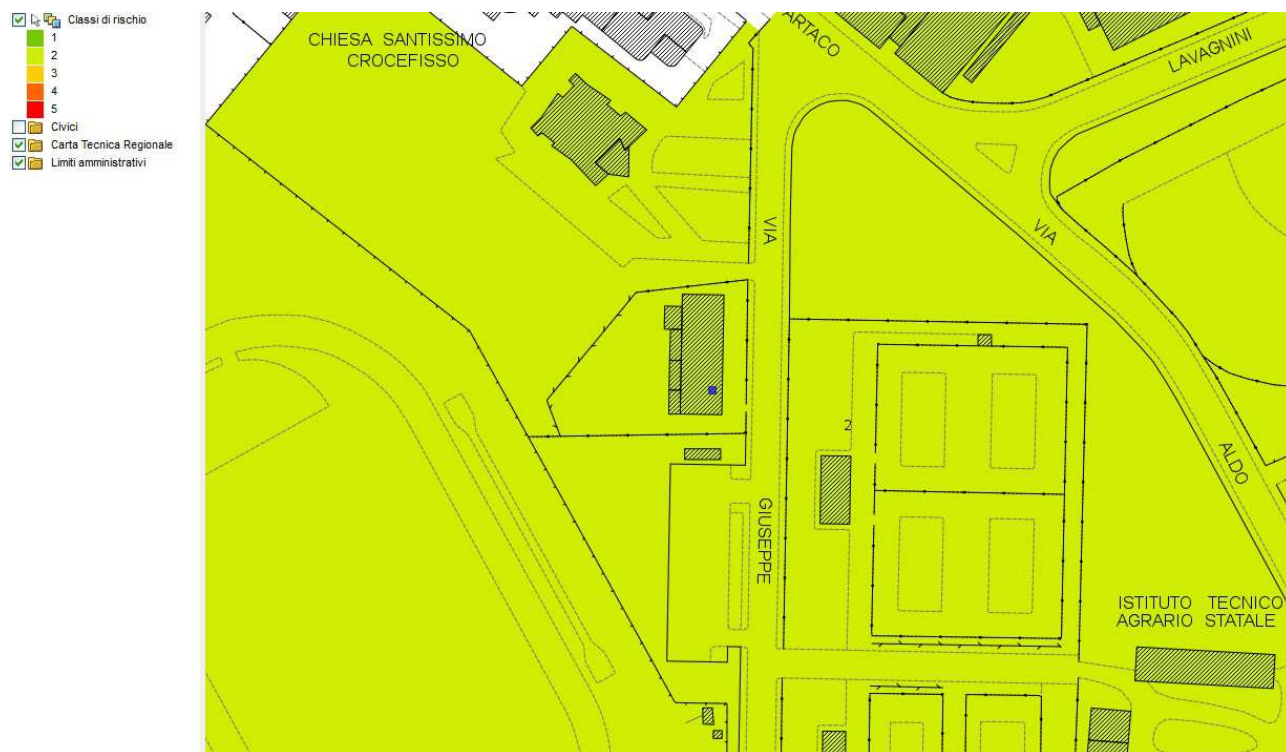 Classi di rischio
1
2
3
4
5
Civici
Carta Tecnica Regionale
Limiti amministrativi
CHIESA SANTISSIMO
CROCEFISSO
ARTACO
LAVAGNINI
VIA
VIA
2
ALDO
GIUSEPPE
ISTITUTO TECNICO
AGRARIO STATALE